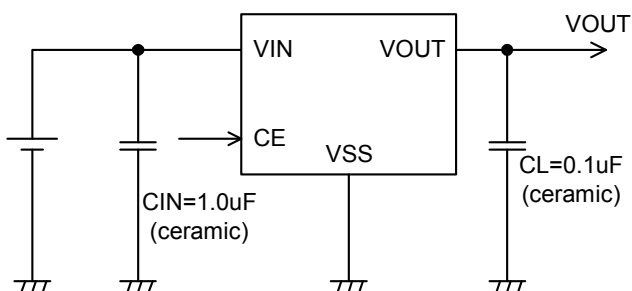 VOUT
VIN
VOUT
CE
VSS
CIN=1.0uF
(ceramic)
CL=0.1uF
(ceramic)